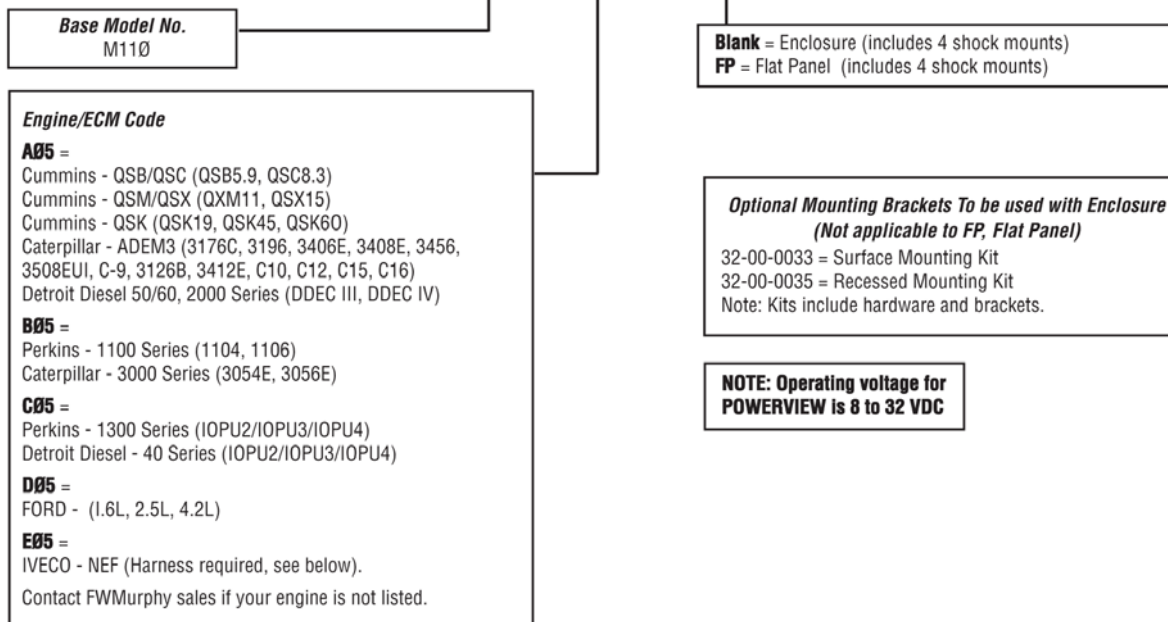 Base Model No.
M11Ø
Engine/ECM Code
AØ5 =
Cummins - QSB/QSC (QSB5.9, QSC8.3)
Cummins - QSM/QSX (QXM11, QSX15)
Cummins - QSK (QSK19, QSK45, QSK60)
Caterpillar - ADEM3 (3176C, 3196, 3406E, 3408E, 3456,
3508EUI, C-9, 3126B, 3412E, C10, C12, C15, C16)
Detroit Diesel 50/60, 2000 Series (DDEC III, DDEC IV)
BØ5 =
Perkins - 1100 Series (1104, 1106)
Caterpillar - 3000 Series (3054E, 3056E)
CØ5 =
Perkins - 1300 Series (IOPU2/IOPU3/IOPU4)
Detroit Diesel - 40 Series (IOPU2/IOPU3/IOPU4)
DØ5 =
FORD - (I.6L, 2.5L, 4.2L)
EØ5 =
IVECO - NEF (Harness required, see below).
Contact FWMurphy sales if your engine is not listed.
Blank = Enclosure (includes 4 shock mounts)
FP = Flat Panel (includes 4 shock mounts)
Optional Mounting Brackets To be used with Enclosure
(Not applicable to FP, Flat Panel)
32-00-0033 = Surface Mounting Kit
32-00-0035 = Recessed Mounting Kit
Note: Kits include hardware and brackets.
NOTE: Operating voltage for
POWERVIEW is 8 to 32 VDC